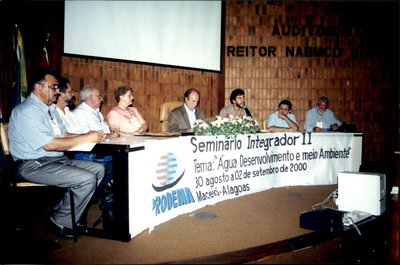 AUDITÓRIO
REITOR NABUCO
Seminário Integrador II
Tema: "Água Desenvolvimento e meio Ambiente"
30 agosto a 02 de setembro de 2000
Maceió - Alagoas
PRODEMA